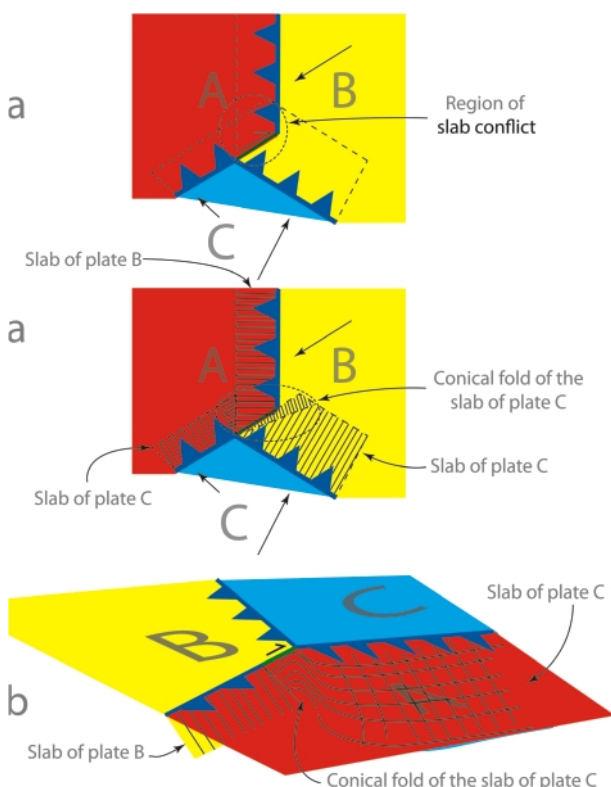 a
A
B
Region of
slab conflict
C
Slab of plate B
a
A
B
Conical fold of the
slab of plate C
Slab of plate C
Slab of plate C
C
Slab of plate C
C
B
b
Slab of plate B
Conical fold of the slab of plate C